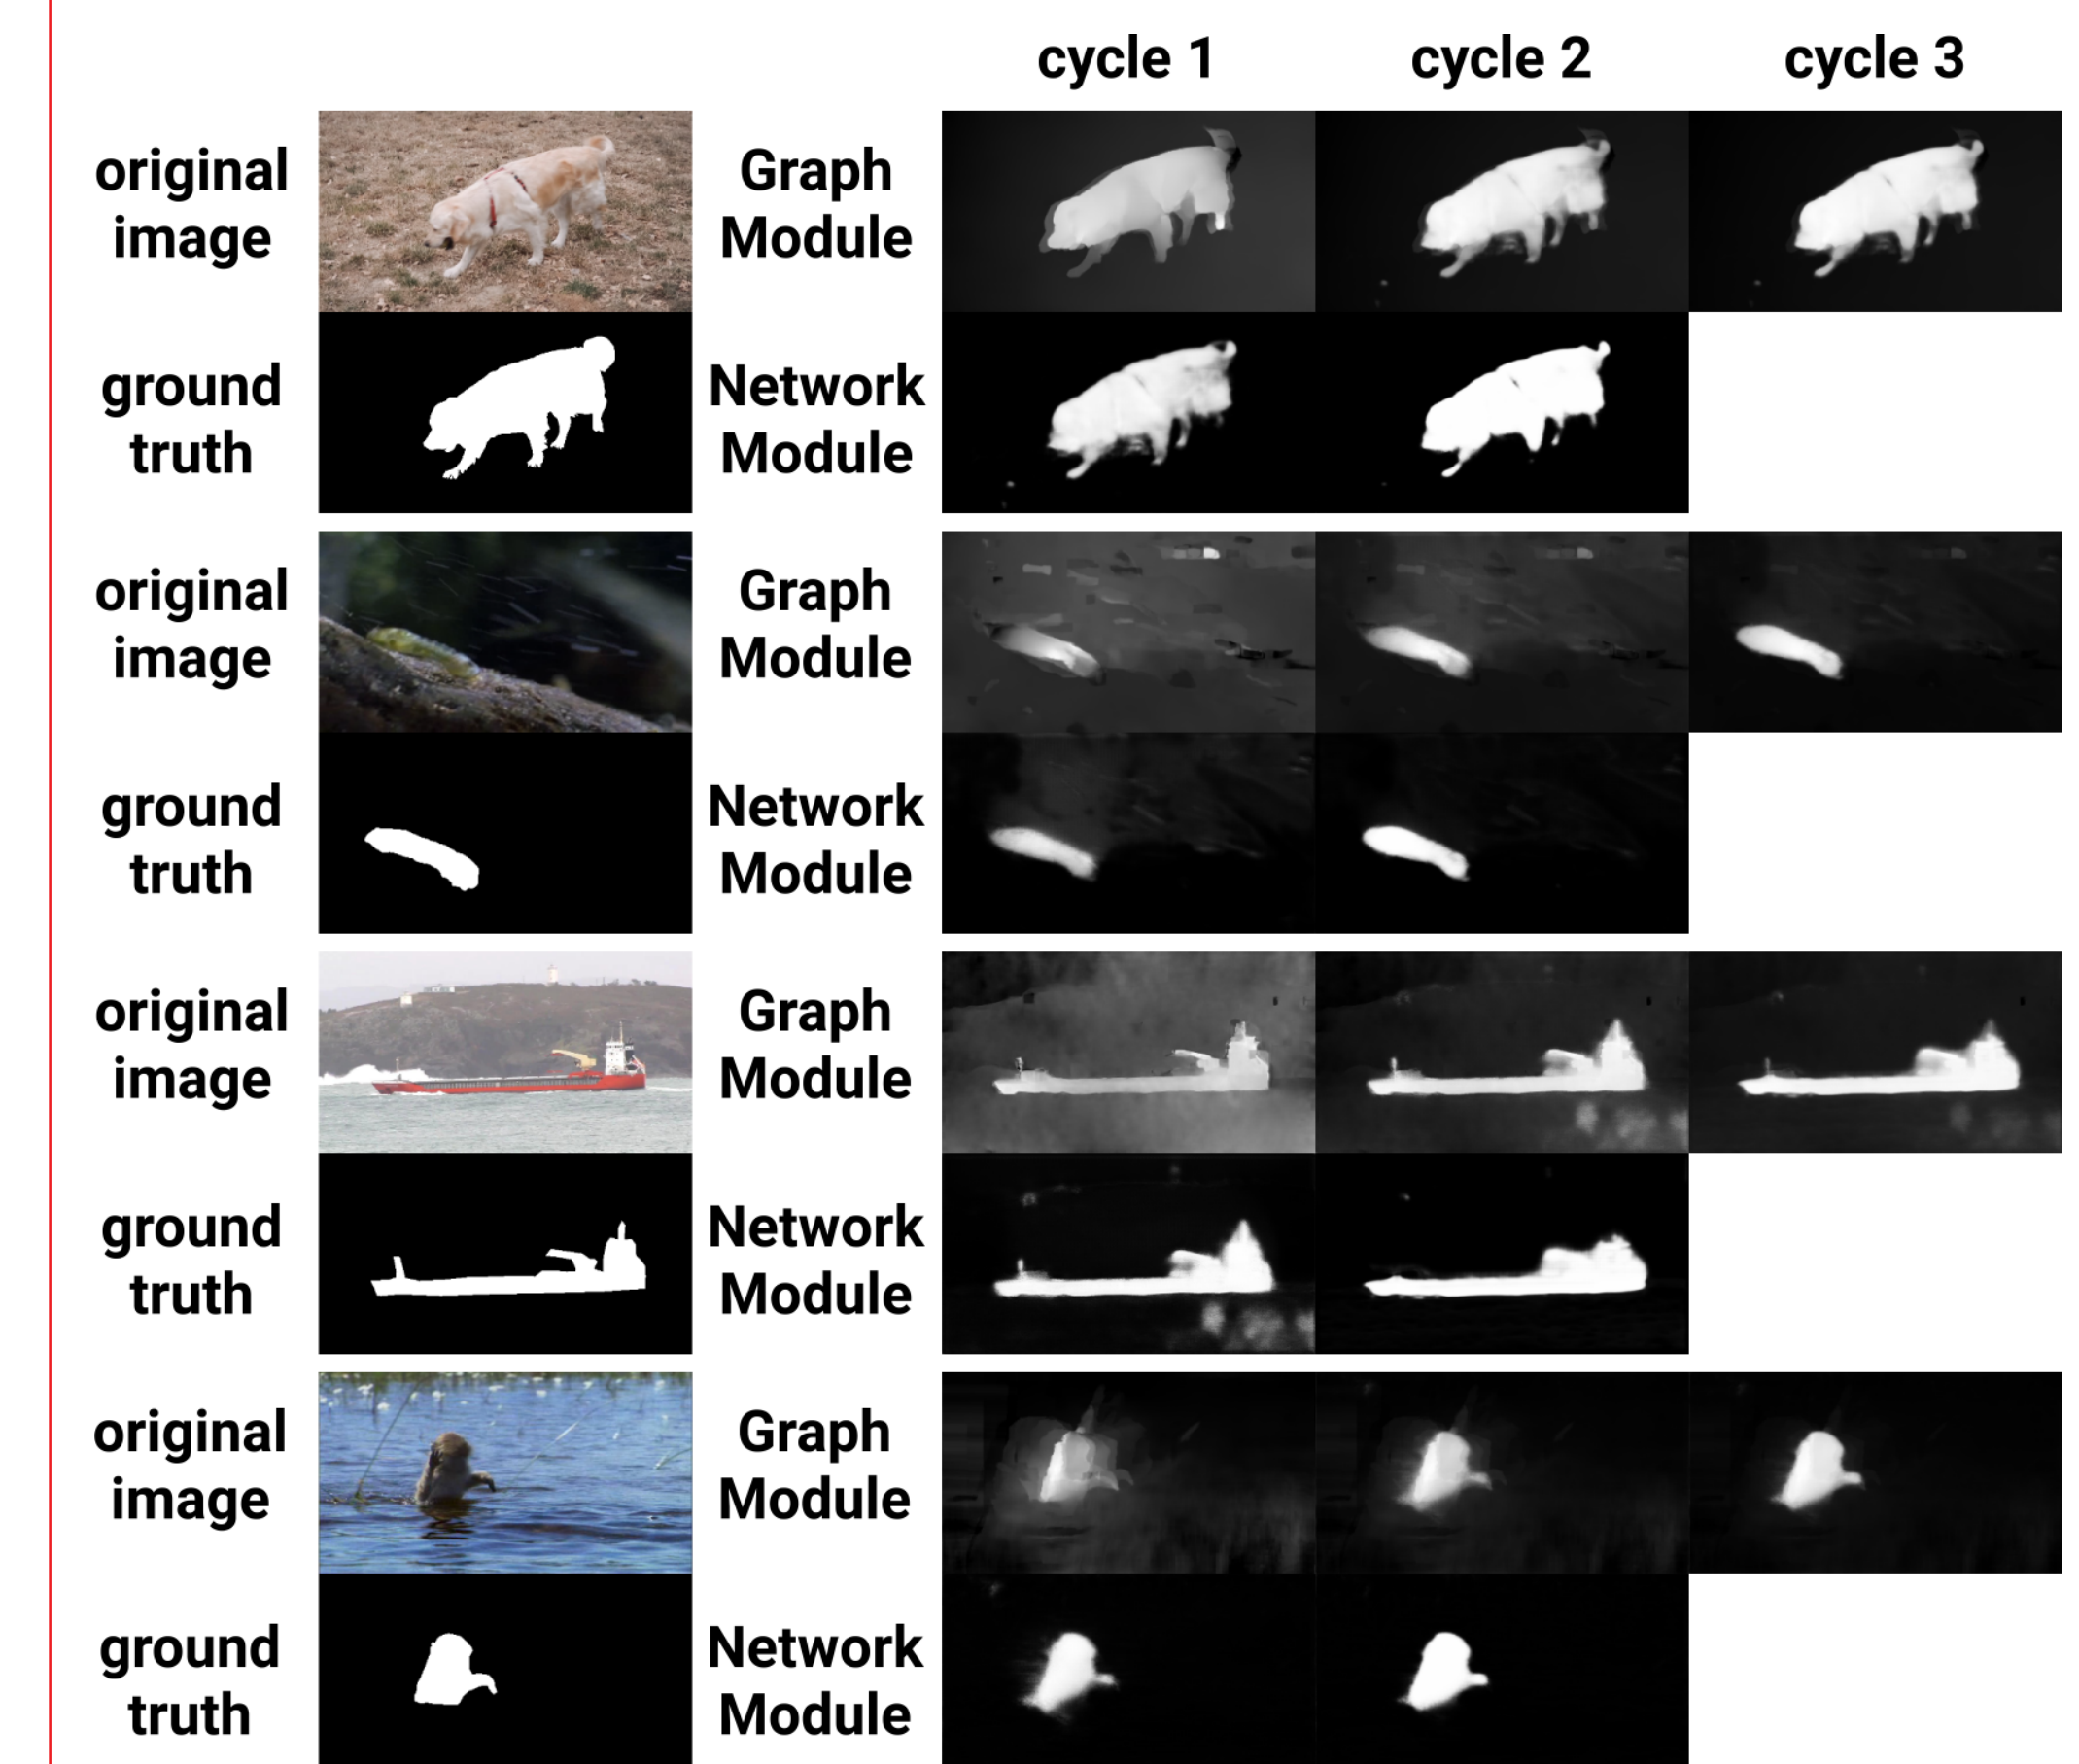 cycle 1 cycle 2 cycle 3
original
image
Graph
Module
ground
truth
Network
Module
original
image
Graph
Module
ground
truth
Network
Module
original
image
Graph
Module
ground
truth
Network
Module
original
image
Graph
Module
ground
truth
Network
Module